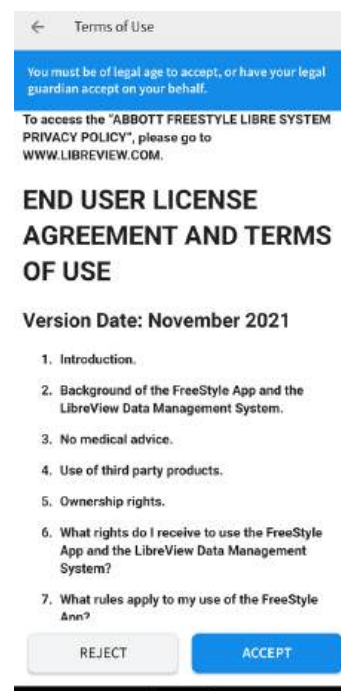 Terms of Use
You must be of legal age to accept, or have your legal
guardian accept on your behalf.
To access the "ABBOTT FREESTYLE LIBRE SYSTEM
PRIVACY POLICY", please go to
WWW.LIBREVIEW.COM.
END USER LICENSE
AGREEMENT AND TERMS
OF USE
Version Date: November 2021
1. Introduction.
2. Background of the FreeStyle App and the
LibreView Data Management System.
3. No medical advice.
4. Use of third party products.
5. Ownership rights.
6. What rights do I receive to use the FreeStyle
App and the LibreView Data Management
System?
7. What rules apply to my use of the FreeStyle
App?
REJECT ACCEPT